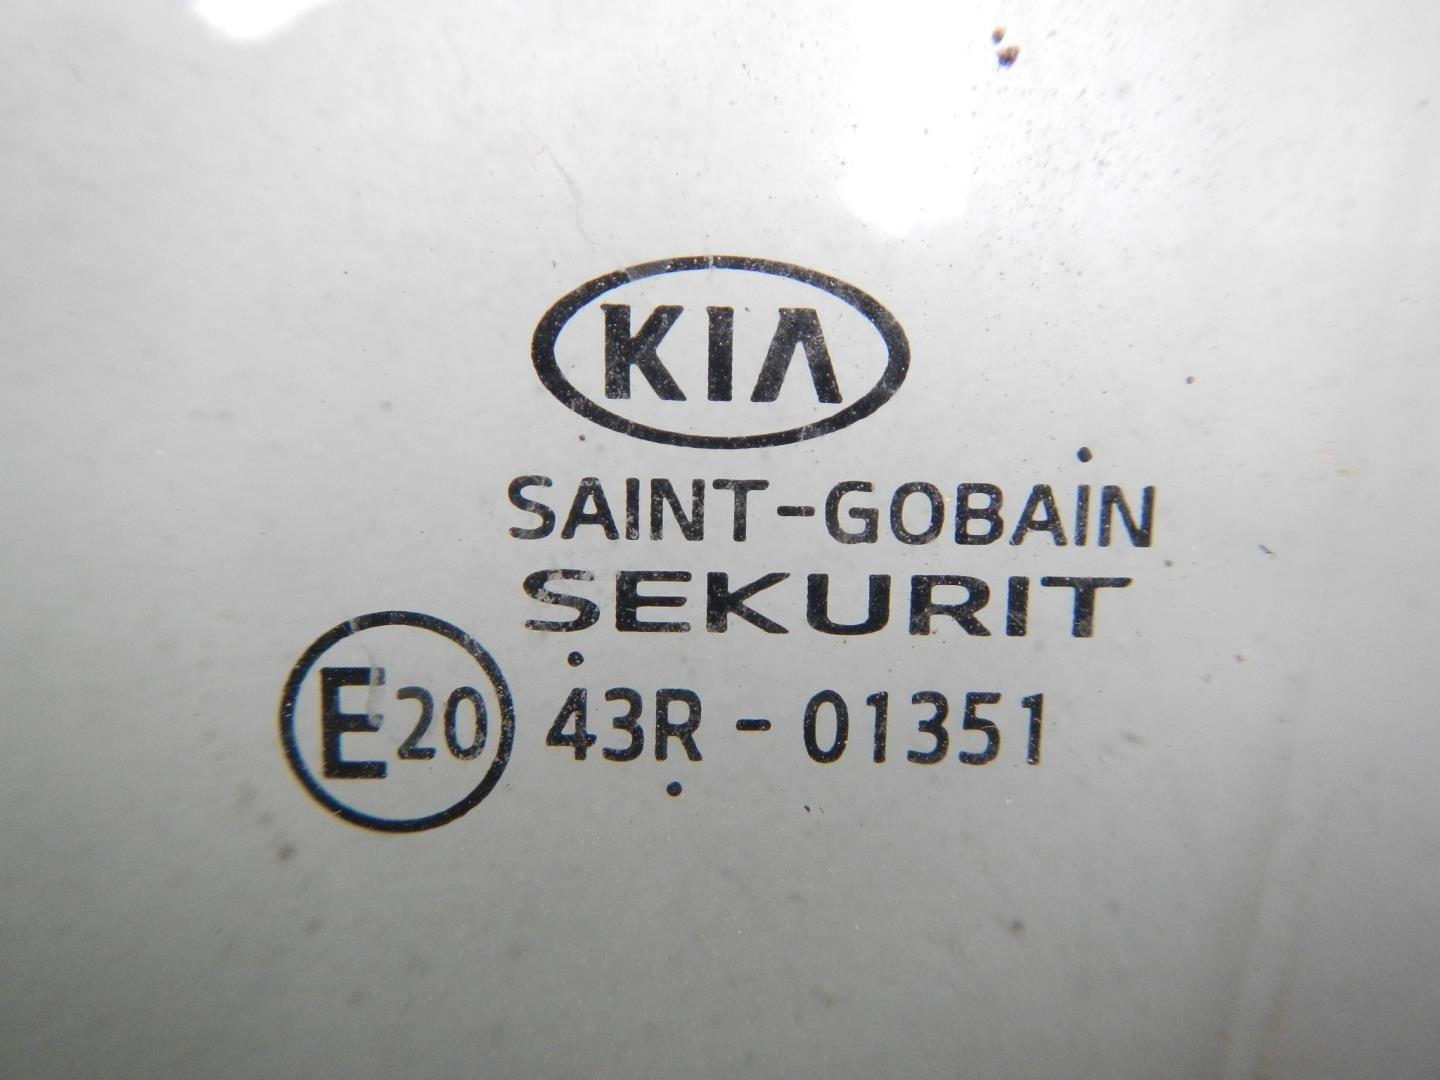 KIA
SAINT-GOBAIN
SEKURIT
E20 43R - 01351